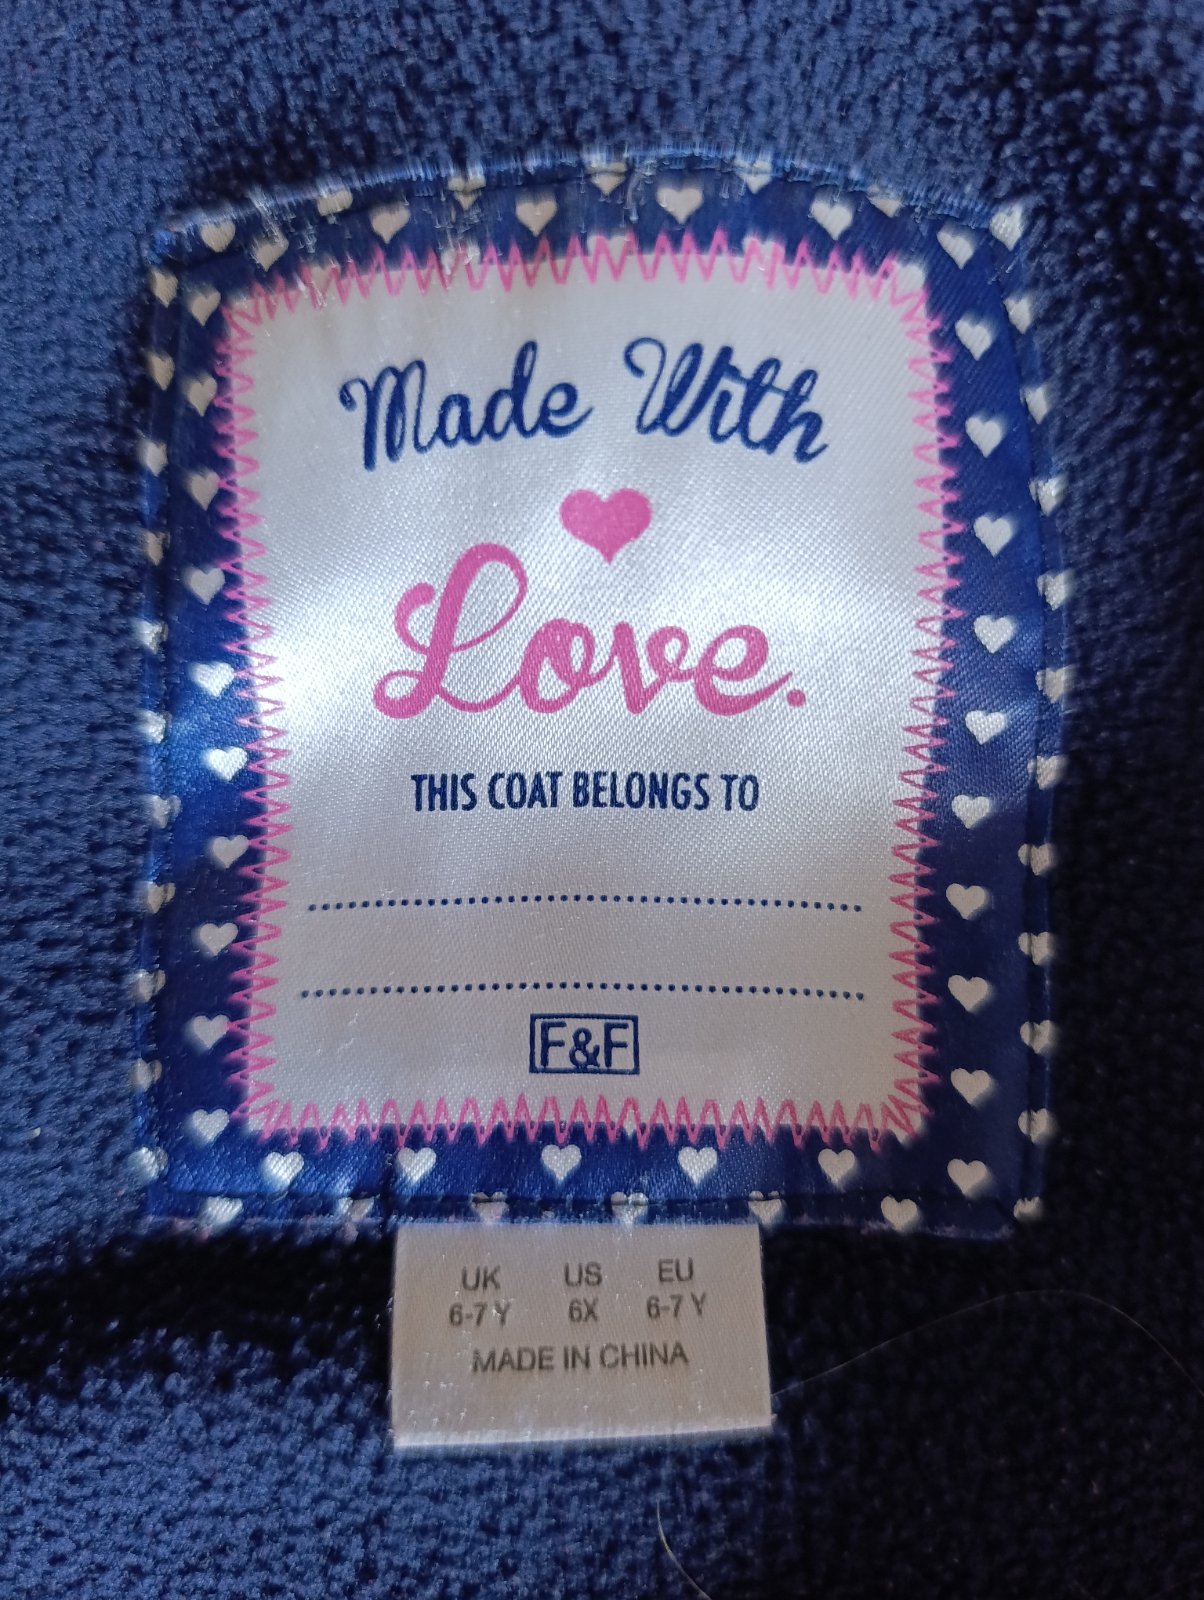 Made With
Love.
THIS COAT BELONGS TO
F&F
UK US EU
6-7 Y 6X 6-7 Y
MADE IN CHINA